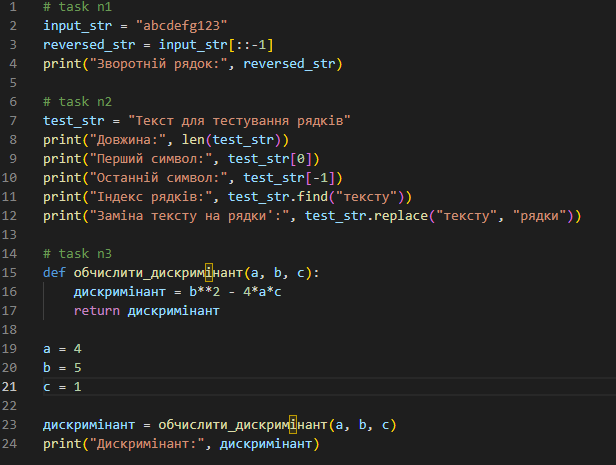 1 # task n1
2 input_str = "abcdefg123"
3 reversed_str = input_str[::-1]
4 print("Зворотній рядок:", reversed_str)
5
6 # task n2
7 test_str = "Текст для тестування рядків"
8 print("Довжина:", len(test_str))
9 print("Перший символ:", test_str[0])
10 print("Останній символ:", test_str[-1])
11 print("Індекс рядків:", test_str.find("тексту"))
12 print("Заміна тексту на рядки':", test_str.replace("тексту", "рядки"))
13
14 # task n3
15 def обчислити_дискримінант(a, b, c):
16     дискримінант = b**2 - 4*a*c
17     return дискримінант
18
19 a = 4
20 b = 5
21 c = 1
22
23 дискримінант = обчислити_дискримінант(a, b, c)
24 print("Дискримінант:", дискримінант)